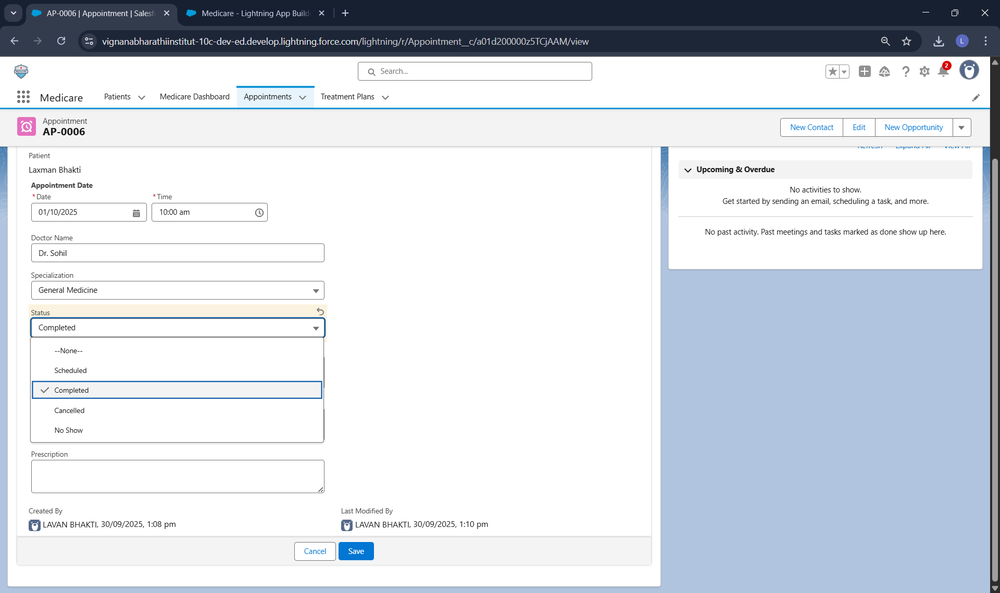 AP-0006 | Appointment | Salesf
Medicare - Lightning App Build
vignanabharathiinstitut-10c-dev-ed.develop.lightning.force.com/lightning/r/Appointment__c/a01d200000z5TCjAAM/view
L
MEDICARE
Search...
2
Medicare
Patients
Medicare Dashboard
Appointments
Treatment Plans
Appointment
AP-0006
New Contact
Edit
New Opportunity
Refresh
Expand All
View All
Patient
Laxman Bhakti
Appointment Date
*Date
*Time
01/10/2025
10:00 am
Doctor Name
Dr. Sohil
Specialization
General Medicine
Status
Completed
--None--
Scheduled
Completed
Cancelled
No Show
Prescription
Created By
LAVAN BHAKTI, 30/09/2025, 1:08 pm
Last Modified By
LAVAN BHAKTI, 30/09/2025, 1:10 pm
Cancel
Save
Upcoming & Overdue
No activities to show.
Get started by sending an email, scheduling a task, and more.
No past activity. Past meetings and tasks marked as done show up here.